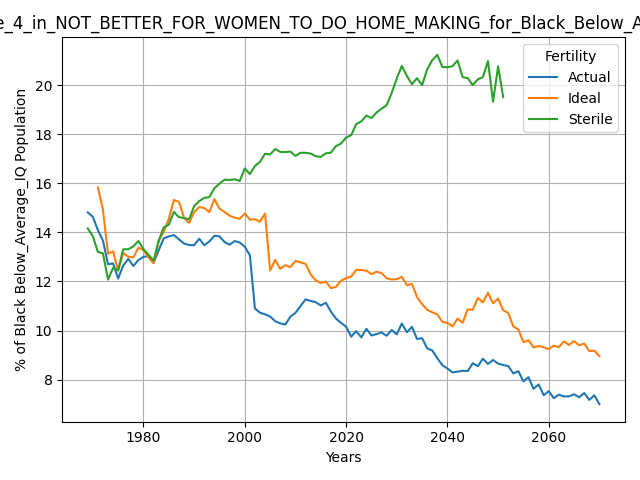 e_4_in_NOT_BETTER_FOR_WOMEN_TO_DO_HOME_MAKING_for_Black_Below_A
Fertility
Actual
Ideal
Sterile
% of Black Below_Average_IQ Population
20
18
16
14
12
10
8
1980
2000
2020
2040
2060
Years